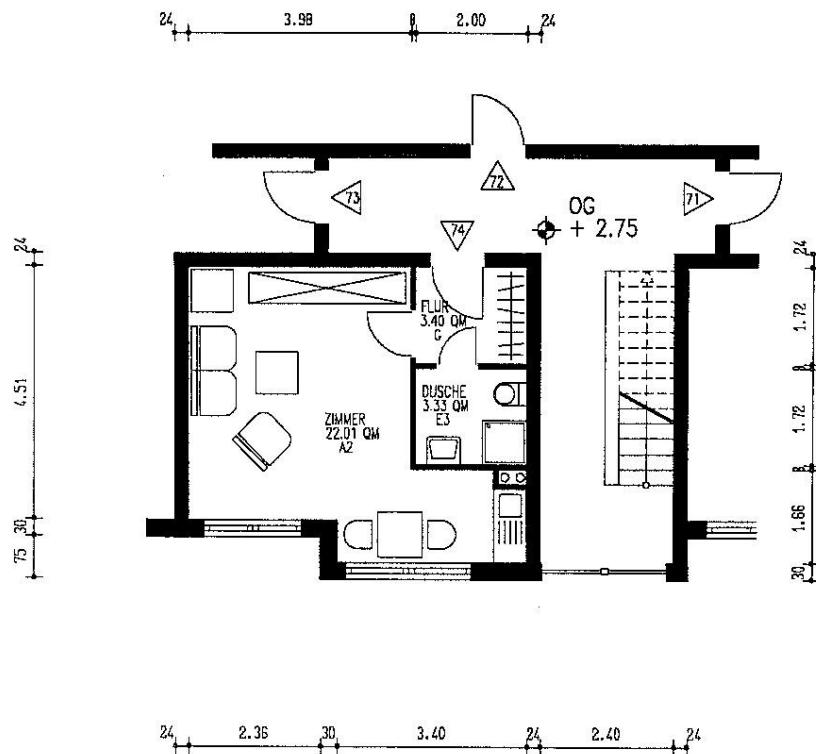 24 3.98 8 2.00 24
72
73
71
74
OG
+ 2.75
24
4.51
30
75
24
1.72
8
1.72
8
1.66
30
FLUR
3.40 QM
G
DUSCHE
3.33 QM
E3
ZIMMER
22.01 QM
A2
24 2.36 30 3.40 24 2.40 24